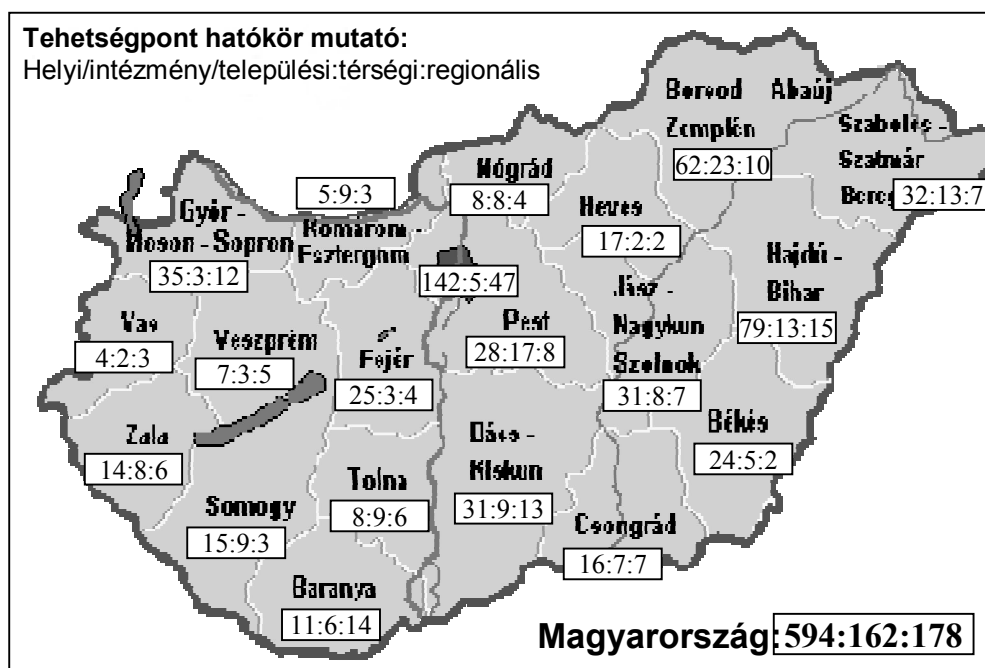 Tehetségpont hatókör mutató:
Helyi/intézmény/települési:térségi:regionális
Borsod Abaúj
Zemplén
62:23:10
Szabolcs -
Szatmár
Bereg
32:13:7
Nógrád
8:8:4
5:9:3
Komárom -
Esztergom
Győr -
Moson - Sopron
35:3:12
Heves
17:2:2
142:5:47
Hajdú -
Bihar
79:13:15
Jász -
Nagykun
Szolnok
31:8:7
Pest
28:17:8
Vas
4:2:3
Veszprém
7:3:5
Fejér
25:3:4
Békés
24:5:2
Zala
14:8:6
Bács -
Kiskun
31:9:13
Tolna
8:9:6
Somogy
15:9:3
Csongrád
16:7:7
Baranya
11:6:14
Magyarország: 594:162:178